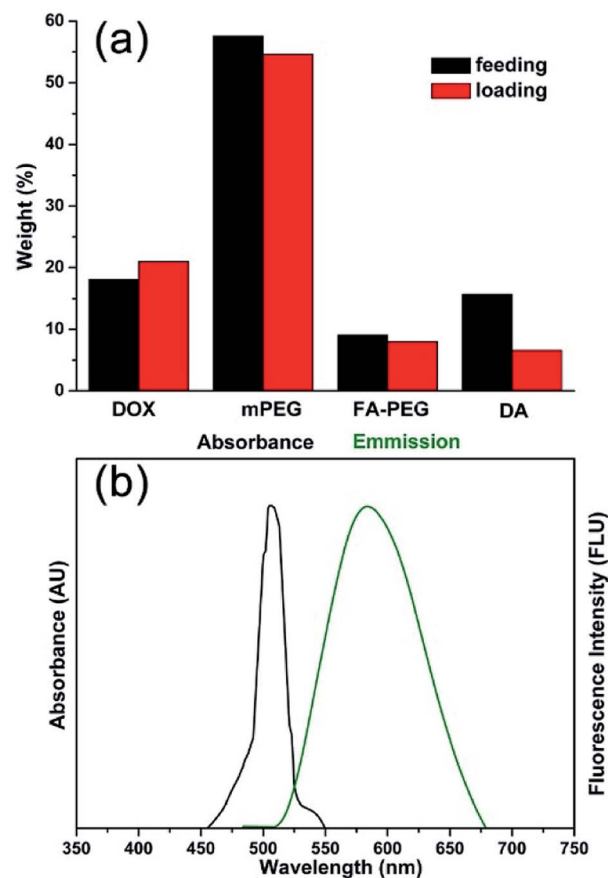 (a)
feeding
loading
Weight (%)
60
50
40
30
20
10
0
DOX mPEG FA-PEG DA
Absorbance Emmission
(b)
Absorbance (AU)
Fluorescence Intensity (FLU)
350 400 450 500 550 600 650 700 750
Wavelength (nm)